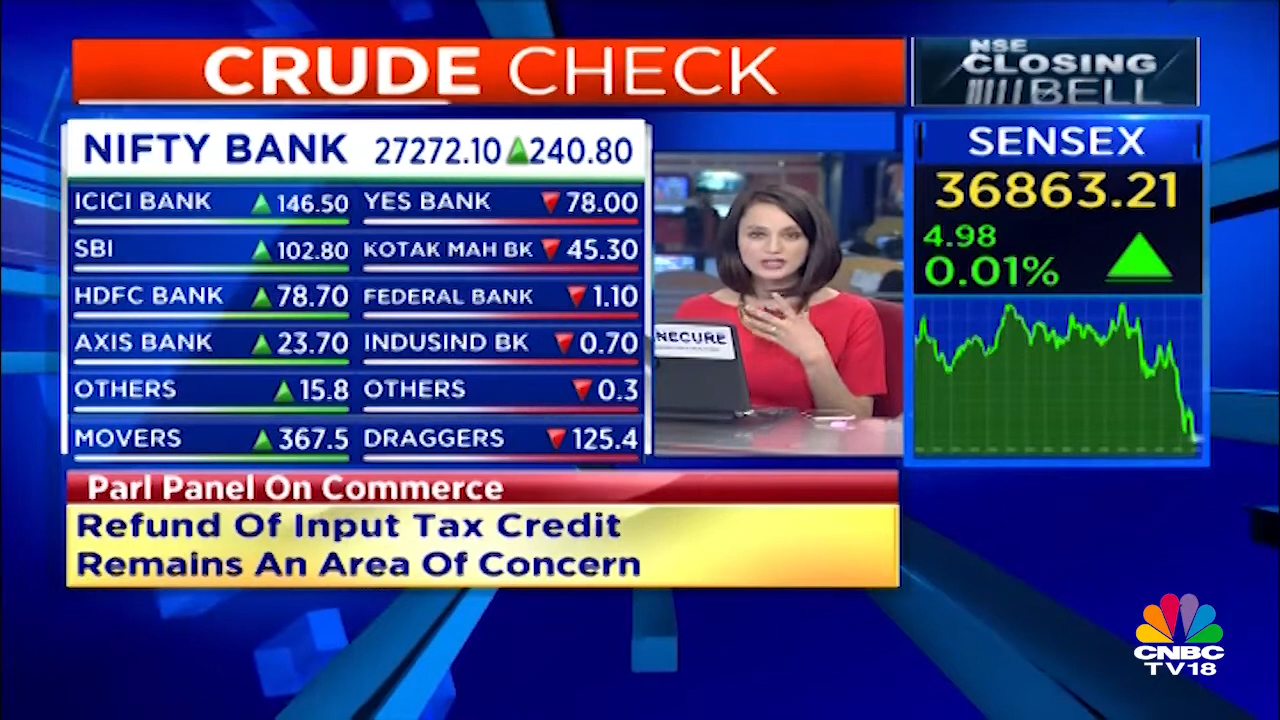 CRUDE CHECK
NSE
CLOSING
BELL
NIFTY BANK 27272.10 ▲ 240.80
ICICI BANK ▲ 146.50 YES BANK ▼ 78.00
SBI ▲ 102.80 KOTAK MAH BK ▼ 45.30
HDFC BANK ▲ 78.70 FEDERAL BANK ▼ 1.10
AXIS BANK ▲ 23.70 INDUSIND BK ▼ 0.70
OTHERS ▲ 15.8 OTHERS ▼ 0.3
MOVERS ▲ 367.5 DRAGGERS ▼ 125.4
NECURE
SENSEX
36863.21
4.98
0.01%
Parl Panel On Commerce
Refund Of Input Tax Credit
Remains An Area Of Concern
CNBC
TV18